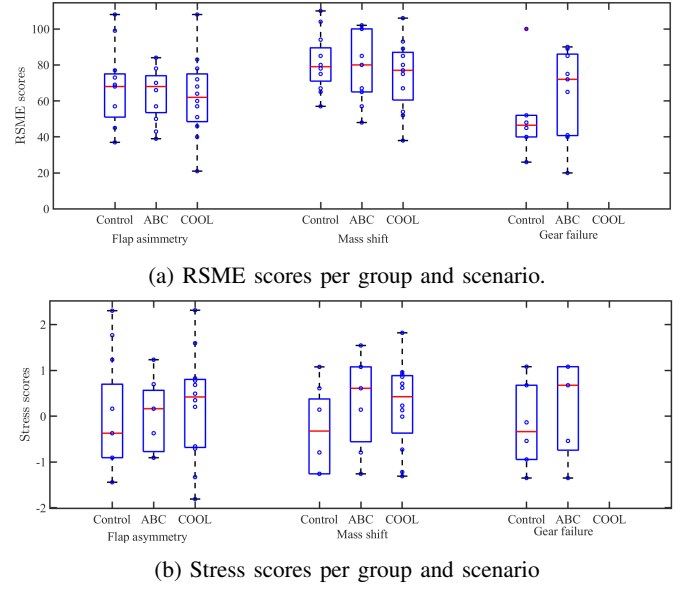 100
80
60
40
20
0
RSME scores
Control ABC COOL Control ABC COOL Control ABC COOL
Flap asimmetry Mass shift Gear failure
(a) RSME scores per group and scenario.
2
1
0
-1
-2
Stress scores
Control ABC COOL Control ABC COOL Control ABC COOL
Flap asymmetry Mass shift Gear failure
(b) Stress scores per group and scenario